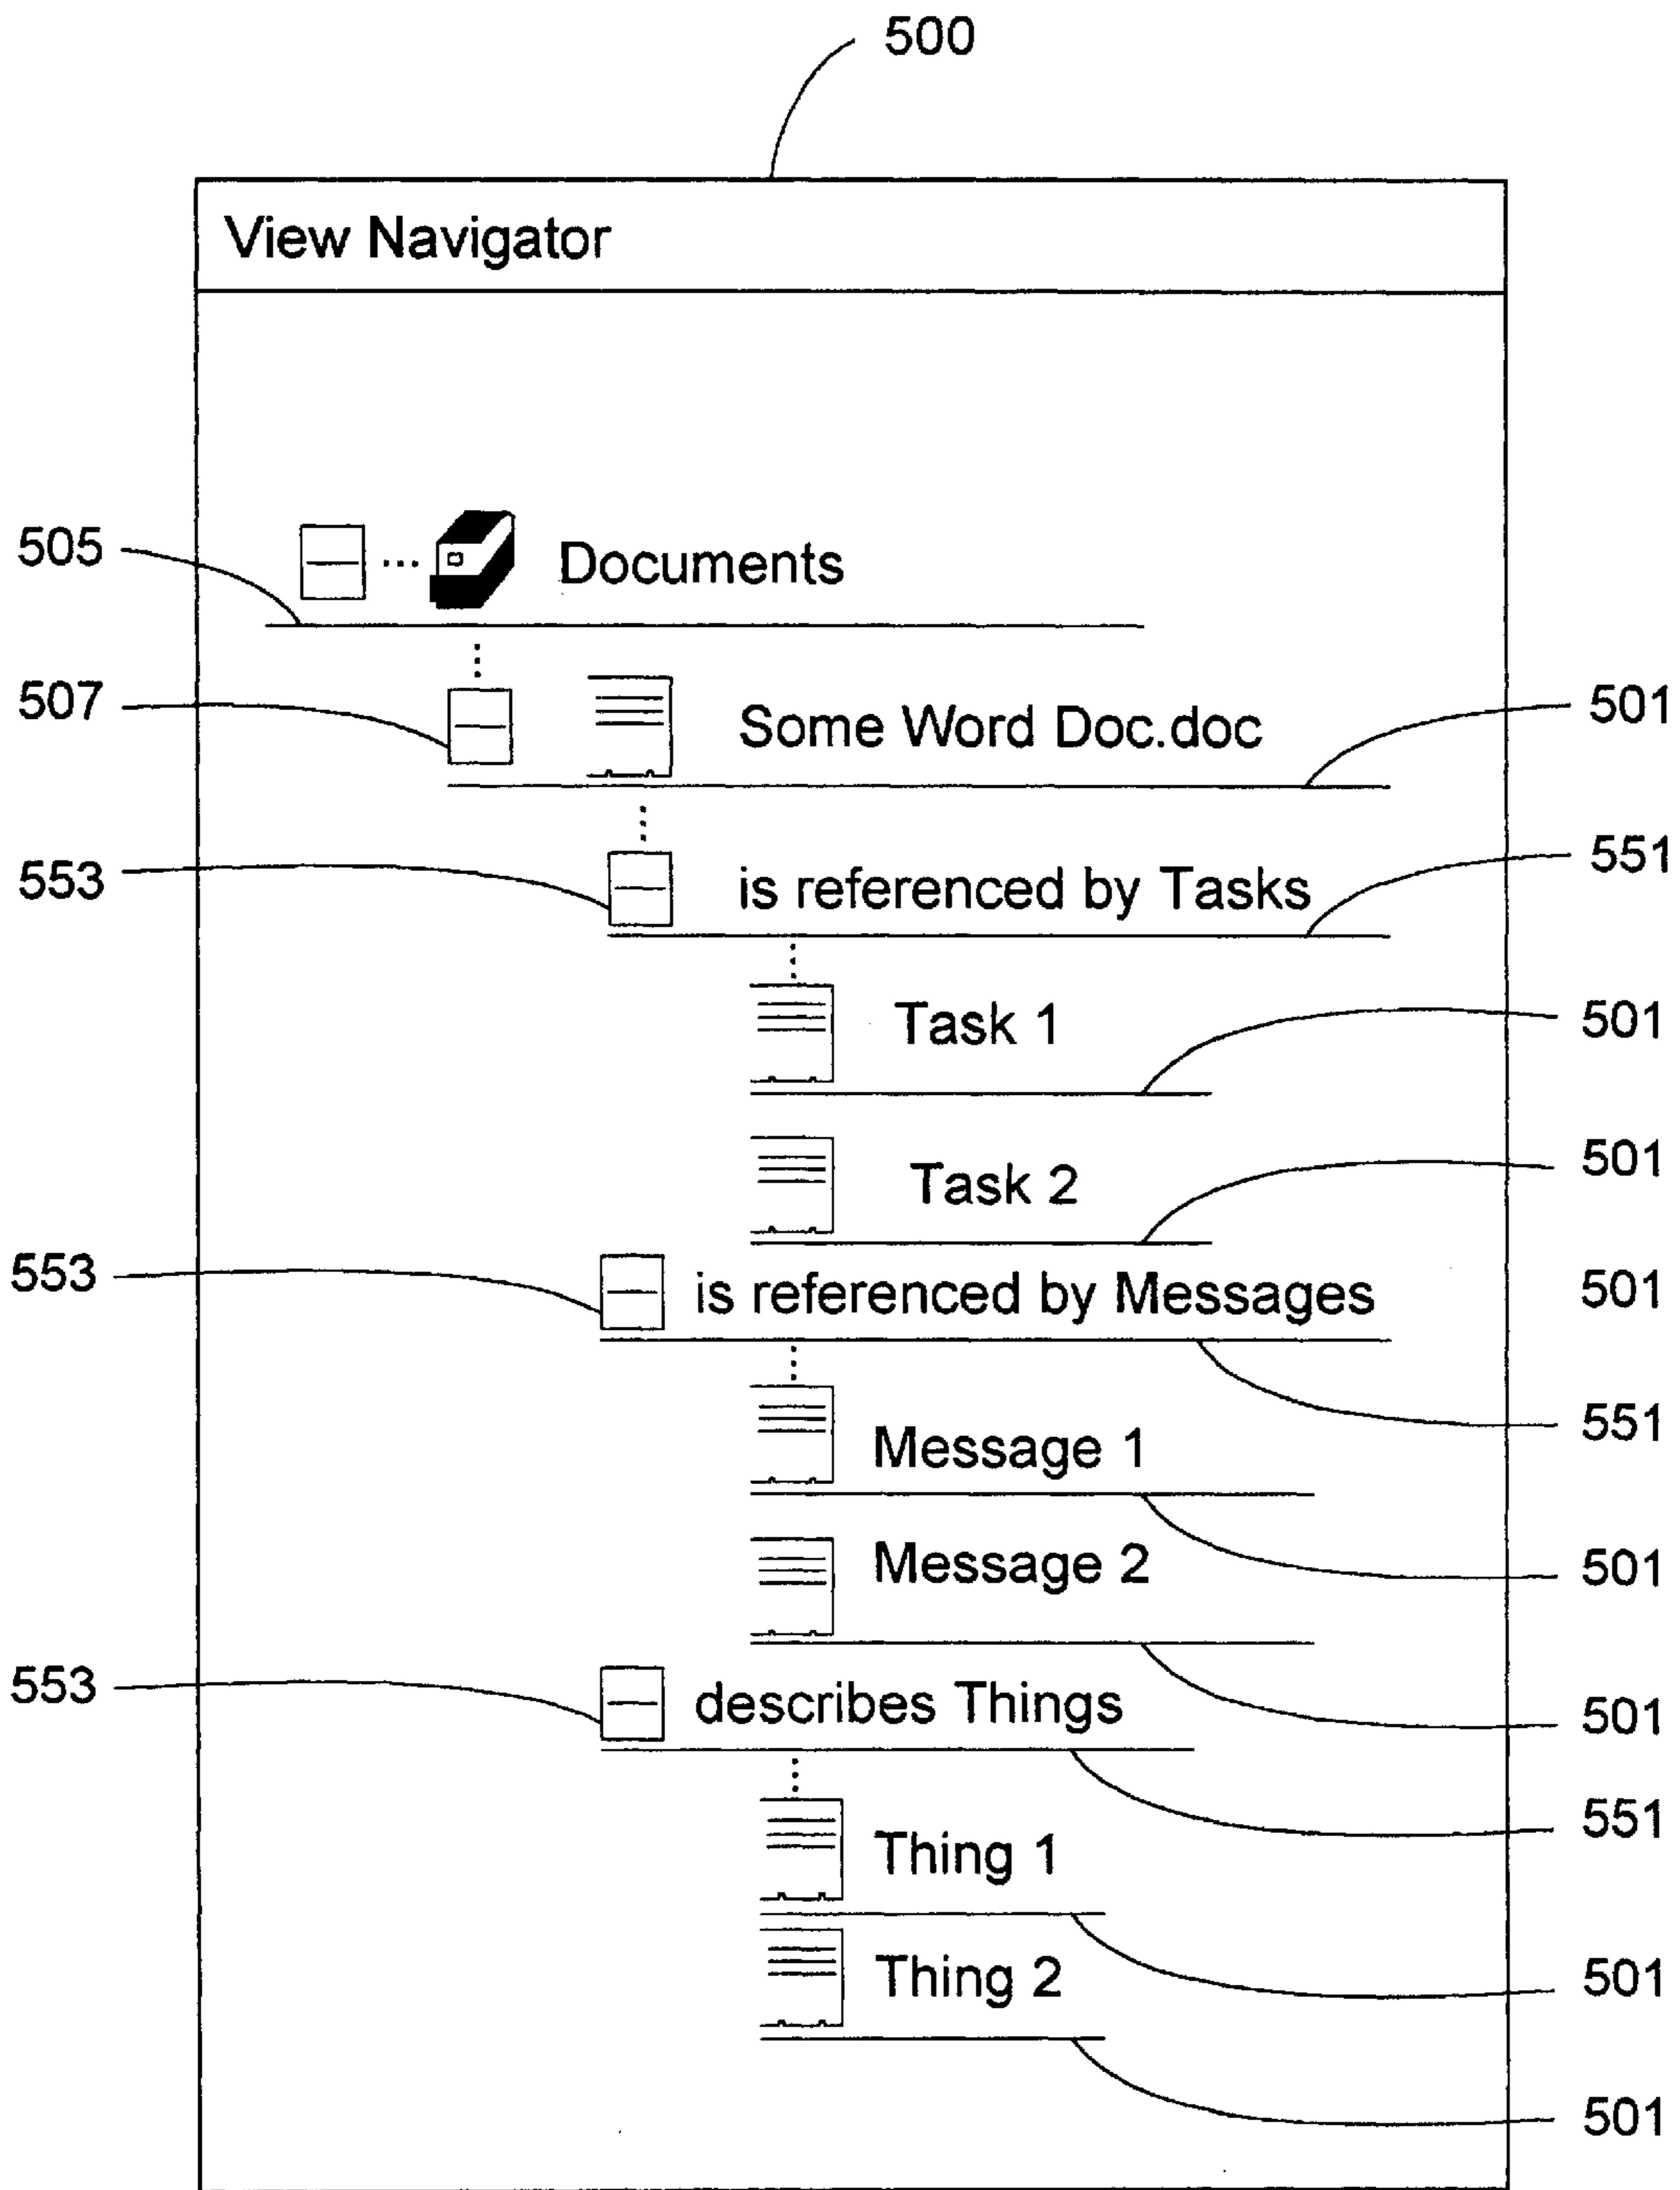 500
View Navigator
505
... Documents
507
Some Word Doc.doc
501
553
is referenced by Tasks
551
Task 1
501
Task 2
501
553
is referenced by Messages
501
551
Message 1
501
Message 2
501
553
describes Things
551
Thing 1
501
Thing 2
501